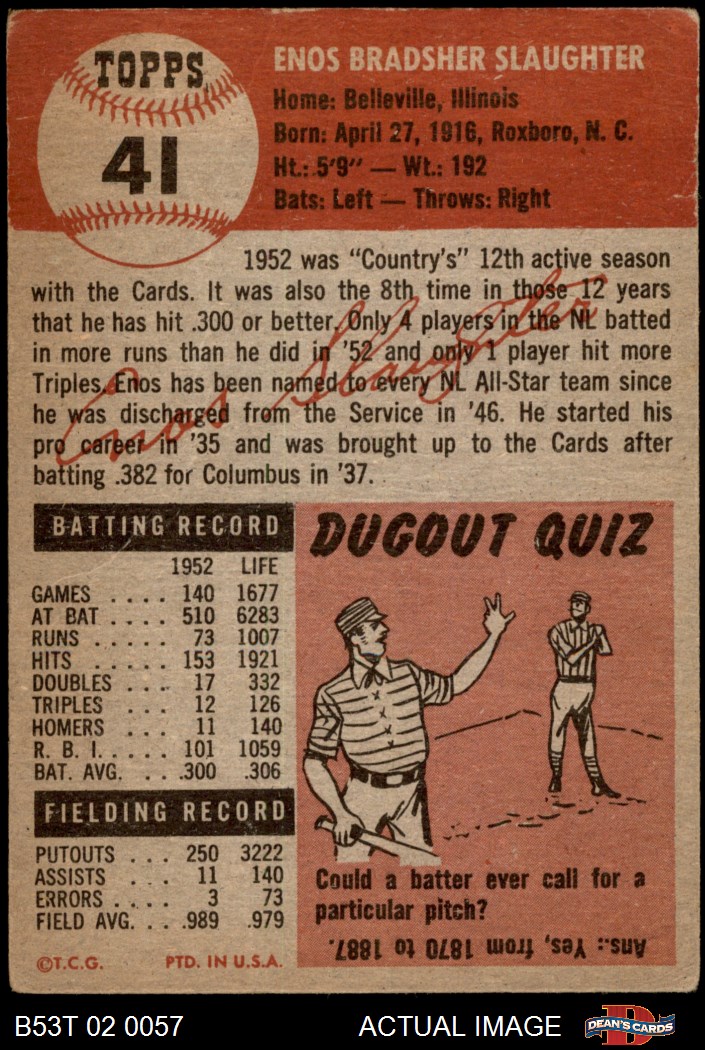 TOPPS
41
ENOS BRADSHER SLAUGHTER
Home: Belleville, Illinois
Born: April 27, 1916, Roxboro, N. C.
Ht.: 5'9" — Wt.: 192
Bats: Left — Throws: Right
1952 was "Country's" 12th active season
with the Cards. It was also the 8th time in those 12 years
that he has hit .300 or better. Only 4 players in the NL batted
in more runs than he did in '52 and only 1 player hit more
Triples. Enos has been named to every NL All-Star team since
he was discharged from the Service in '46. He started his
pro career in '35 and was brought up to the Cards after
batting .382 for Columbus in '37.
Enos Slaughter
BATTING RECORD
1952 LIFE
GAMES .... 140 1677
AT BAT .... 510 6283
RUNS ..... 73 1007
HITS ..... 153 1921
DOUBLES ... 17 332
TRIPLES ... 12 126
HOMERS ... 11 140
R. B. I. .... 101 1059
BAT. AVG. ... .300 .306
FIELDING RECORD
PUTOUTS ... 250 3222
ASSISTS ... 11 140
ERRORS .... 3 73
FIELD AVG. ... .989 .979
©T.C.G. PTD. IN U.S.A.
DUGOUT QUIZ
Could a batter ever call for a
particular pitch?
Ans.: Yes, from 1870 to 1887.
B53T 02 0057 ACTUAL IMAGE
D
DEAN'S CARDS